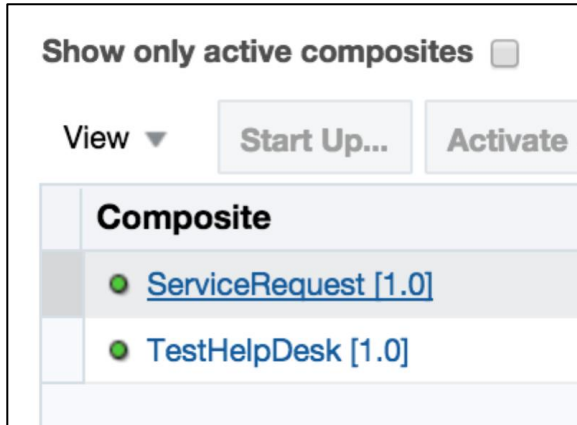 Show only active composites
View Start Up... Activate
Composite
ServiceRequest [1.0]
TestHelpDesk [1.0]